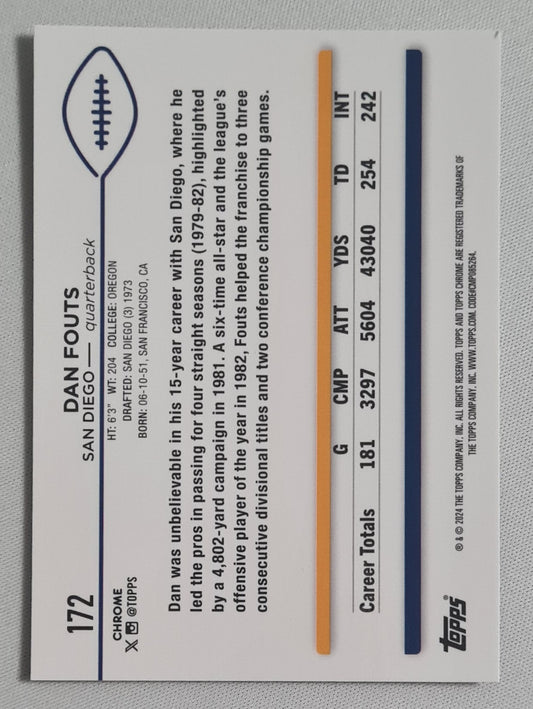 172
DAN FOUTS
SAN DIEGO — quarterback
CHROME
@TOPPS
HT: 6'3" WT: 204 COLLEGE: OREGON
DRAFTED: SAN DIEGO (3) 1973
BORN: 06-10-51, SAN FRANCISCO, CA
Dan was unbelievable in his 15-year career with San Diego, where he
led the pros in passing for four straight seasons (1979-82), highlighted
by a 4,802-yard campaign in 1981. A six-time all-star and the league's
offensive player of the year in 1982, Fouts helped the franchise to three
consecutive divisional titles and two conference championship games.
G CMP ATT YDS TD INT
Career Totals 181 3297 5604 43040 254 242
topps®
® & © 2024 THE TOPPS COMPANY, INC. ALL RIGHTS RESERVED. TOPPS AND TOPPS CHROME ARE REGISTERED TRADEMARKS OF
THE TOPPS COMPANY, INC. WWW.TOPPS.COM. CODE#CMP085284.